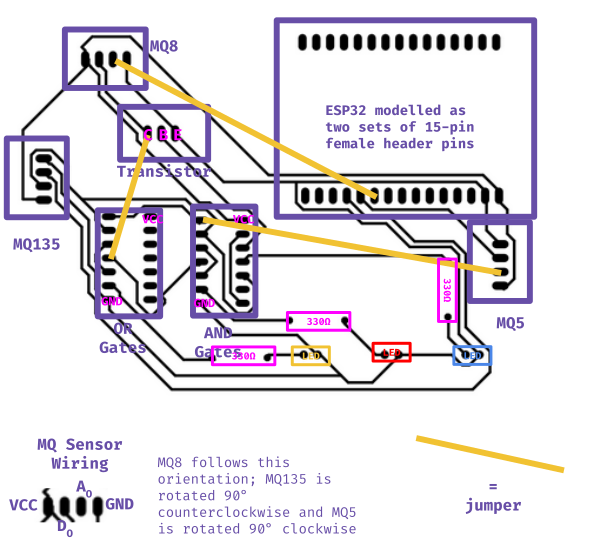 MQ8
ESP32 modelled as
two sets of 15-pin
female header pins
C B E
Transistor
VCC
VCC
MQ135
330Ω
GND
GND
MQ5
OR
Gates
AND
Gates
330Ω
330Ω
LED
LED
LED
MQ Sensor
Wiring
VCC
A0
GND
D0
MQ8 follows this
orientation; MQ135 is
rotated 90°
counterclockwise and MQ5
is rotated 90° clockwise
=
jumper